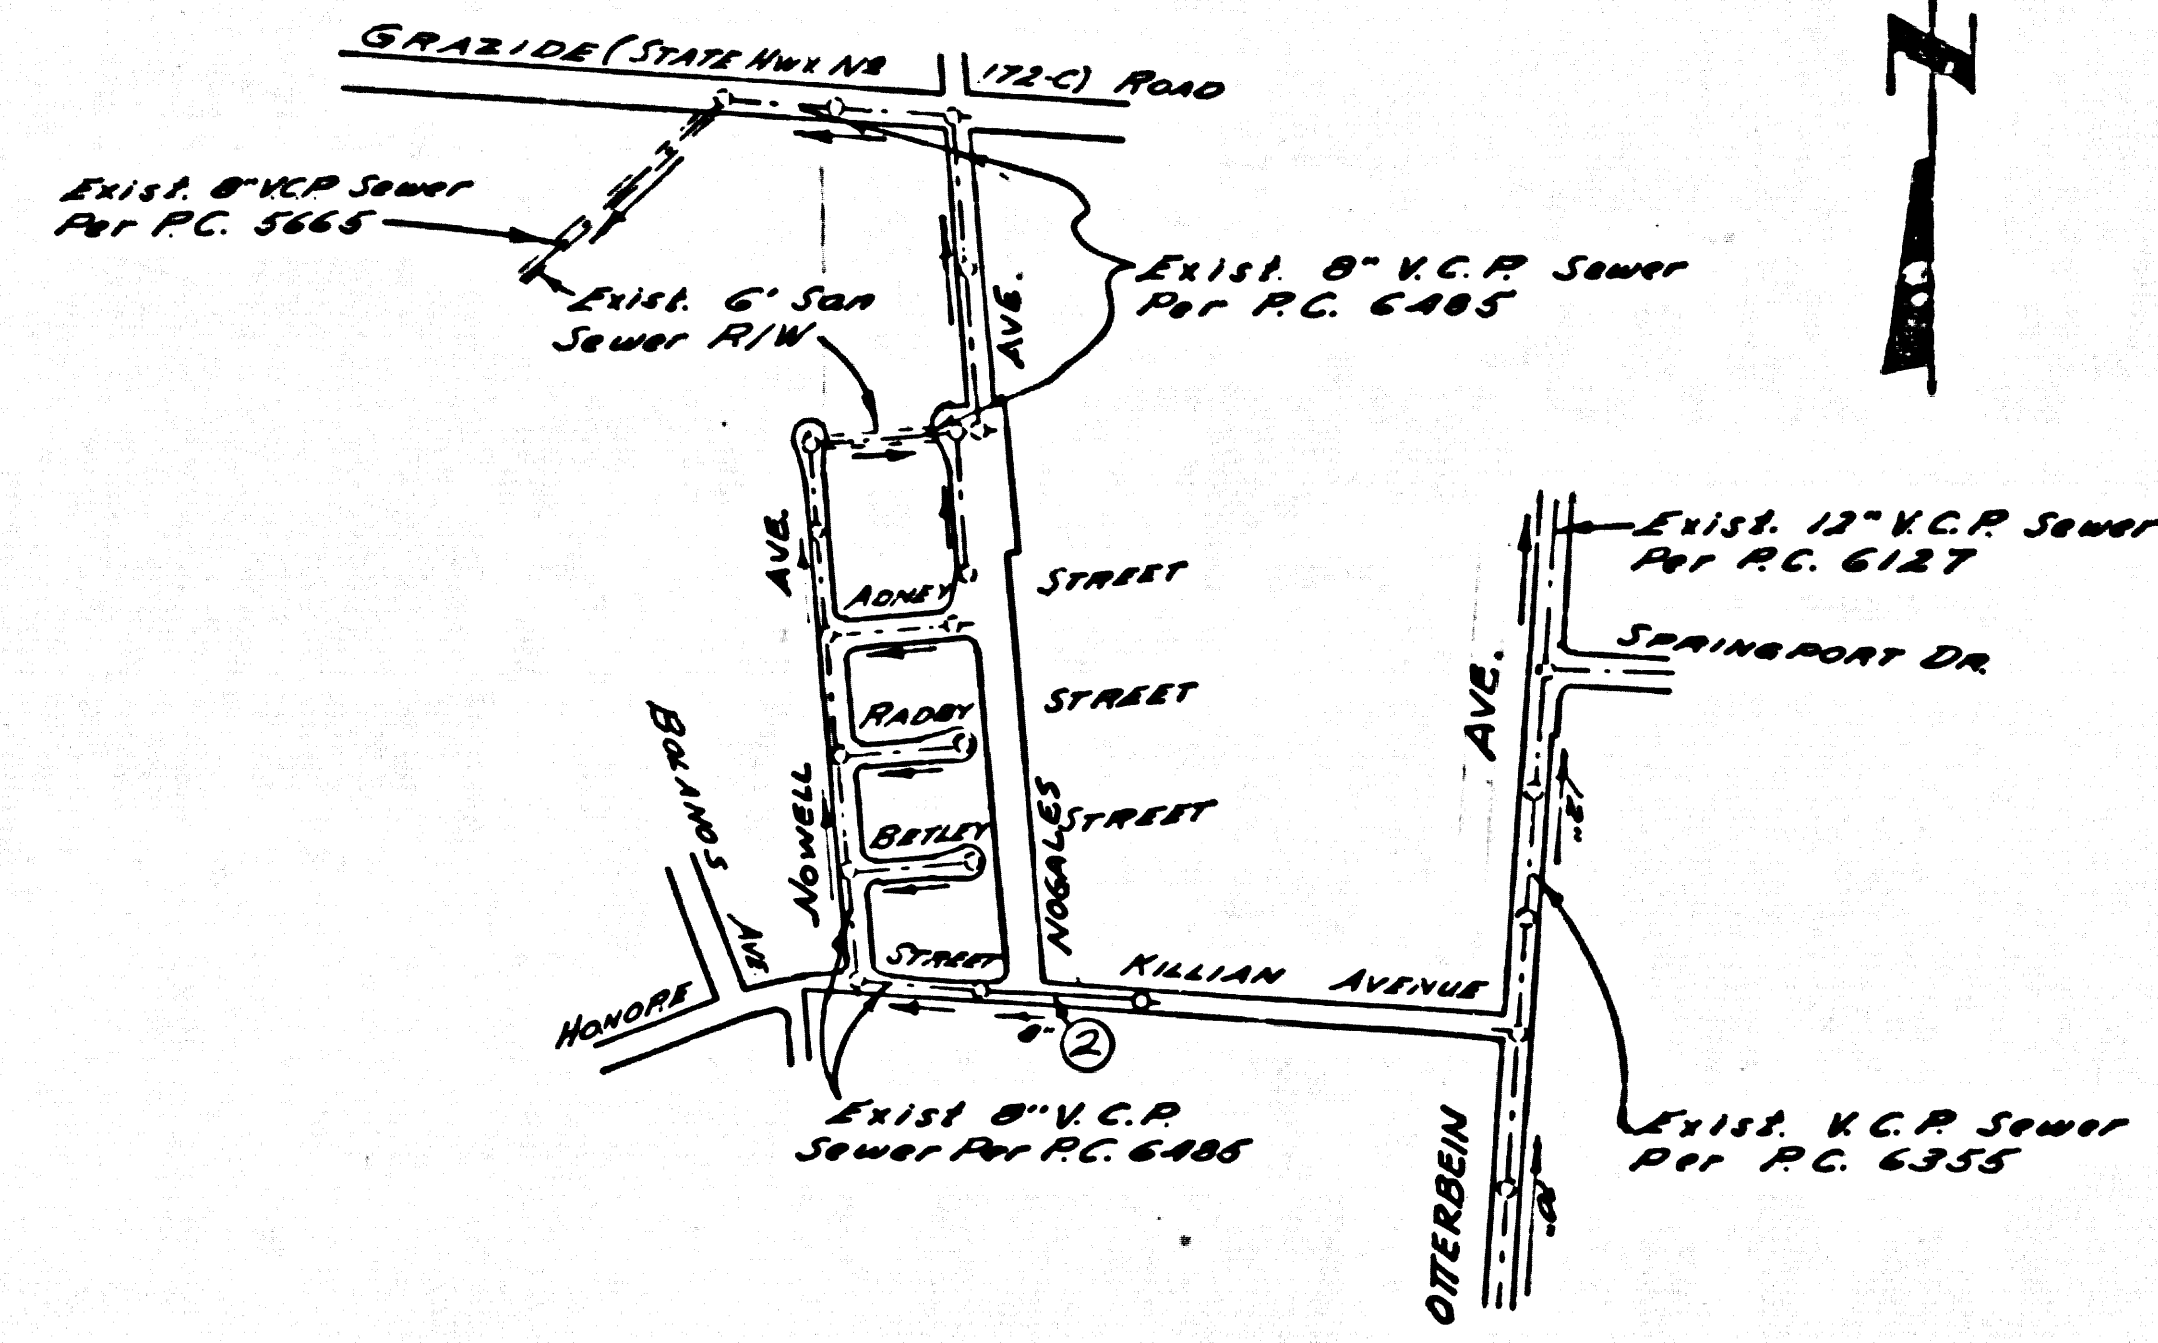 GRAZIDE (STATE HWY Nº 172-C) ROAD
Exist. 8" V.C.P. Sewer
Per P.C. 5665
Exist. 6' San
Sewer R/W
AVE.
Exist. 8" V.C.P. Sewer
Per P.C. 6485
AVE.
ADNEY STREET
RADBY STREET
BETLEY STREET
NOWELL
NOGALES
STREET
BOLANOS
AVE
HONORE
KILLIAN AVENUE
8"
2
Exist 8" V.C.P.
Sewer Per P.C. 6485
Exist. 12" V.C.P. Sewer
Per P.C. 6127
SPRINGPORT DR.
AVE.
OTTERBEIN
Exist. V.C.P. Sewer
Per P.C. 6355
N